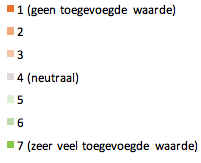 1 (geen toegevoegde waarde)
2
3
4 (neutraal)
5
6
7 (zeer veel toegevoegde waarde)